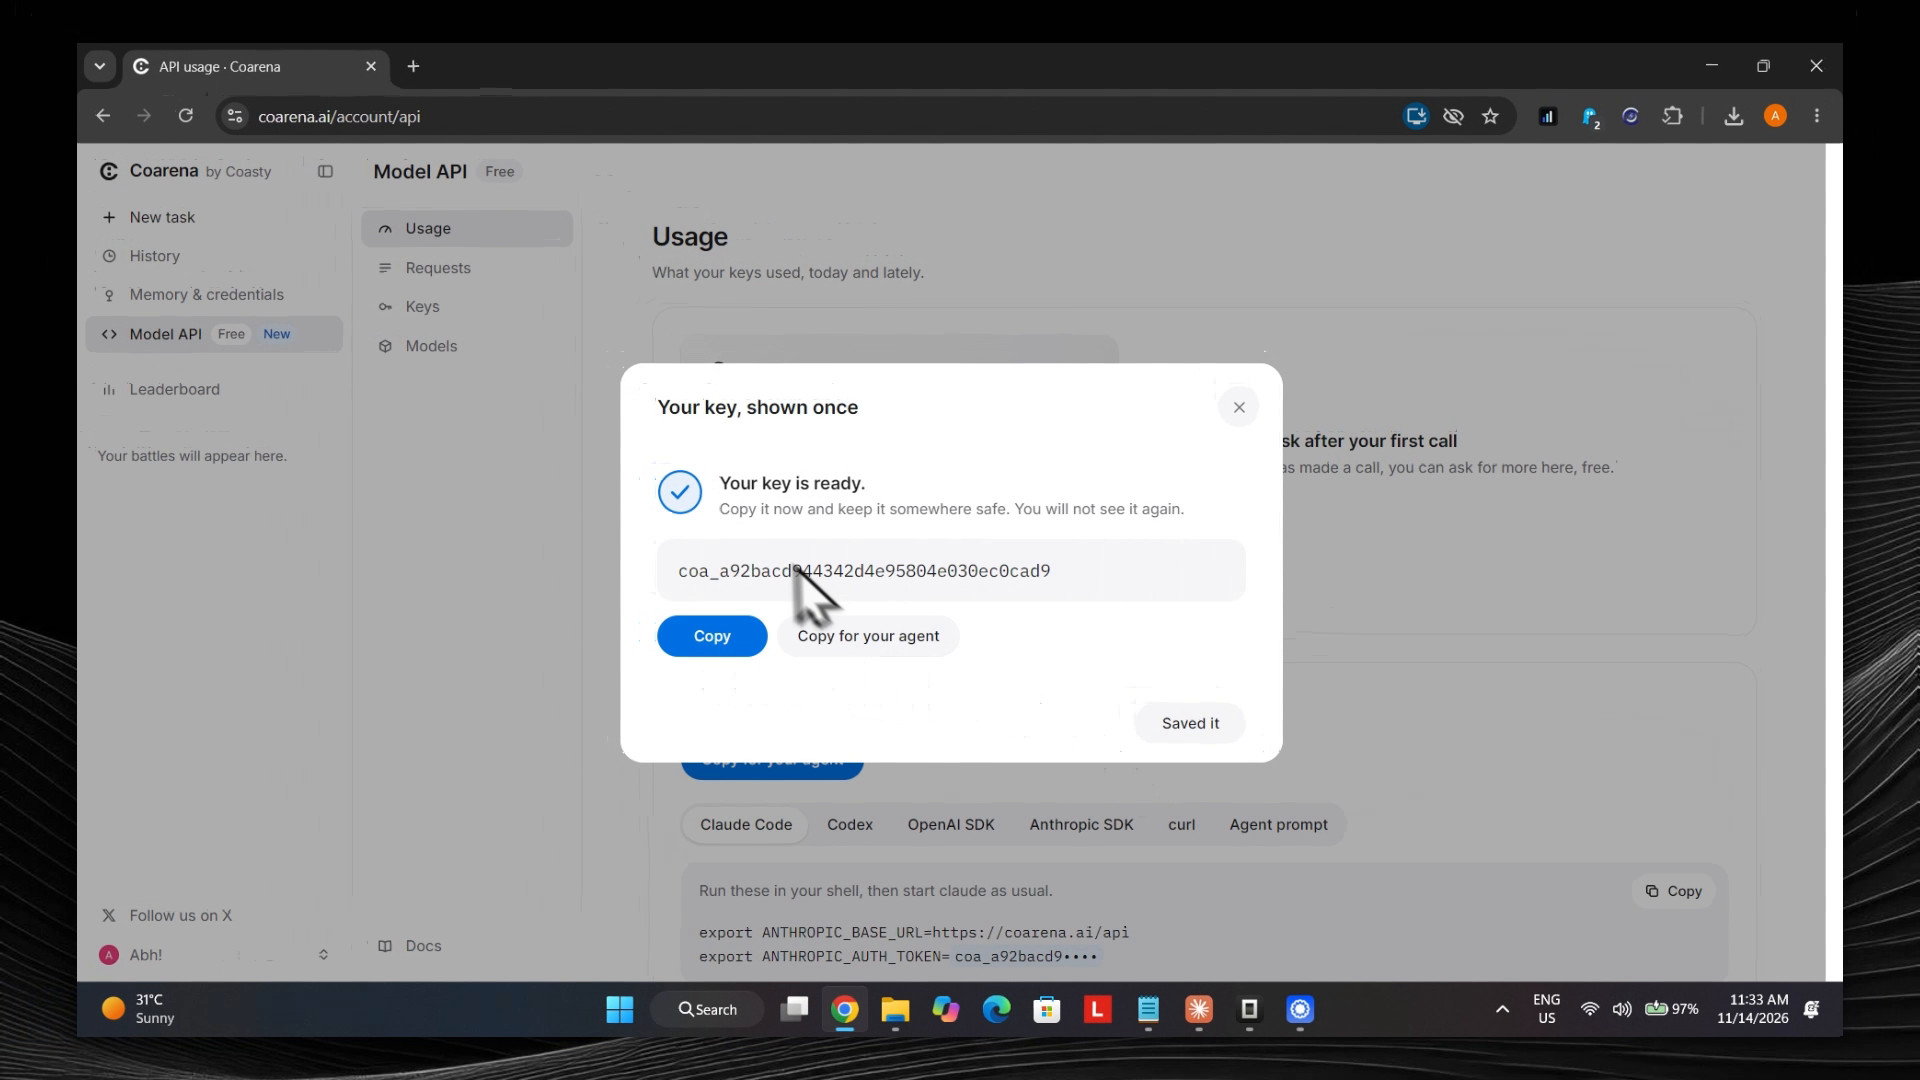 API usage · Coarena
coarena.ai/account/api
2
A
Coarena by Coasty
New task
History
Memory & credentials
Model API Free New
Leaderboard
Your battles will appear here.
Follow us on X
A Abh!
Model API Free
Usage
Requests
Keys
Models
Docs
Usage
What your keys used, today and lately.
sk after your first call
as made a call, you can ask for more here, free.
Your key, shown once
Your key is ready.
Copy it now and keep it somewhere safe. You will not see it again.
coa_a92bacd944342d4e95804e030ec0cad9
Copy
Copy for your agent
Saved it
Claude Code Codex OpenAI SDK Anthropic SDK curl Agent prompt
Run these in your shell, then start claude as usual.
Copy
export ANTHROPIC_BASE_URL=https://coarena.ai/api
export ANTHROPIC_AUTH_TOKEN=coa_a92bacd9••••
31°C
Sunny
Search
L
ENG
US
97%
11:33 AM
11/14/2026